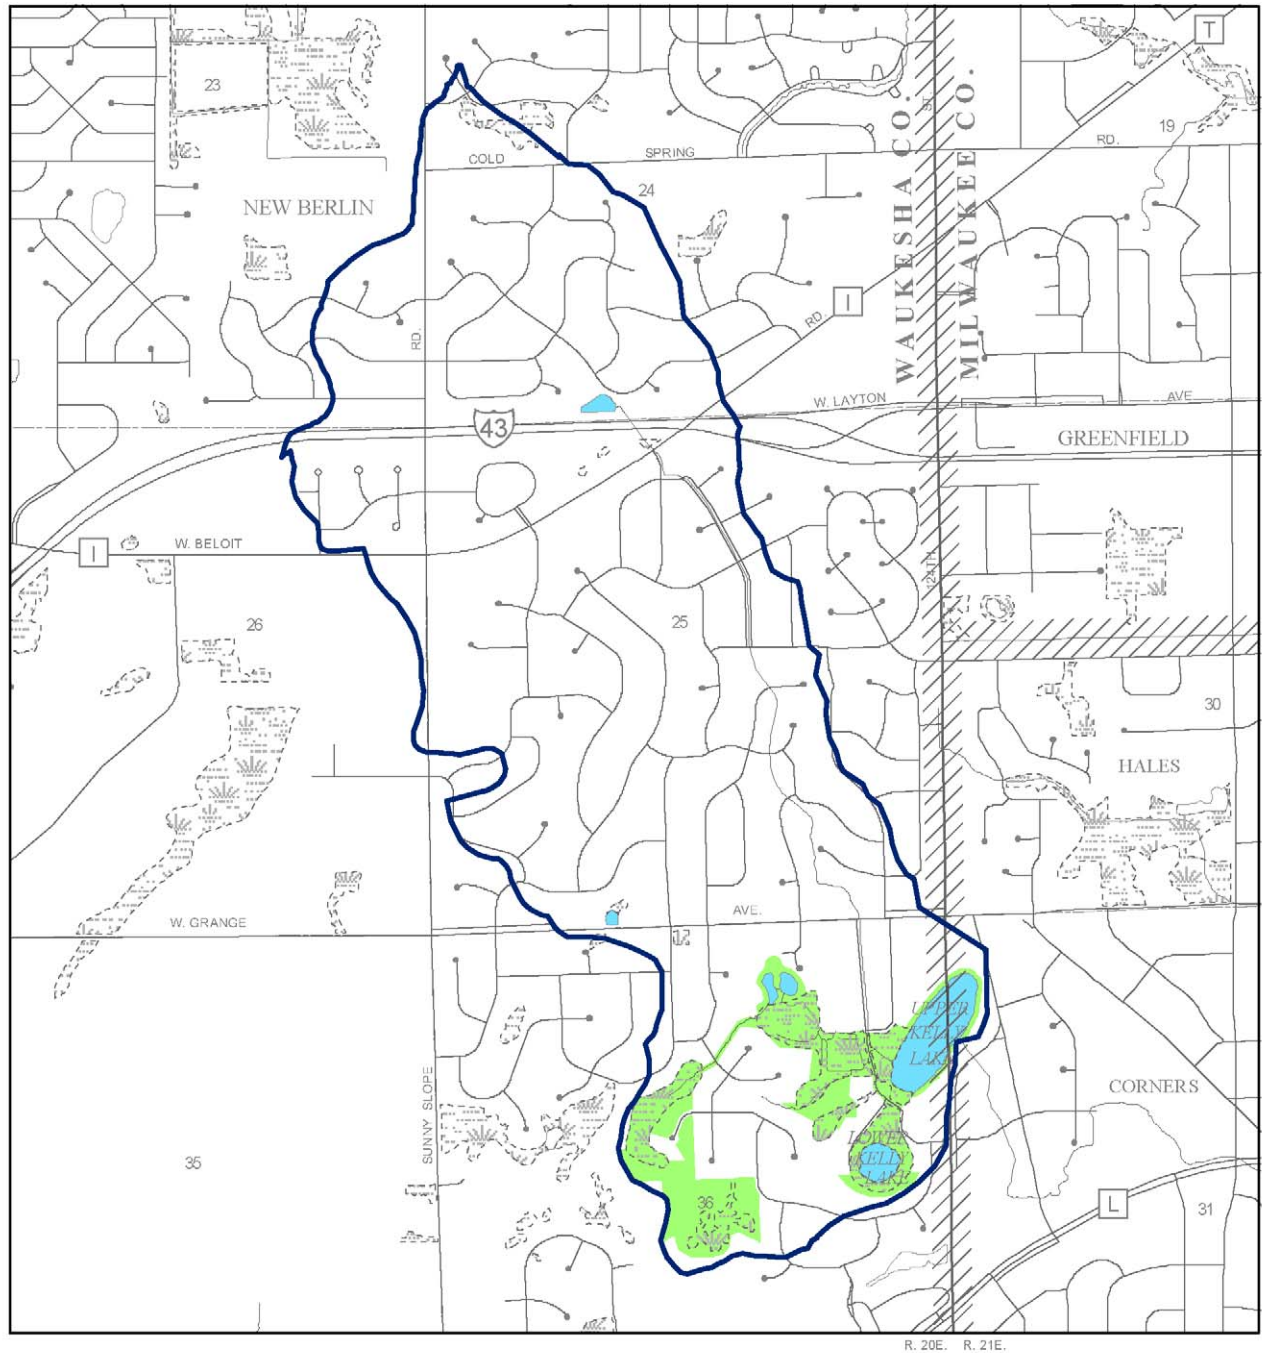 T
23
19
RD.
COLD
SPRING
24
NEW BERLIN
WAUKESHA CO.
ST.
MILWAUKEE CO.
I
RD.
RD.
W. LAYTON
AVE
43
GREENFIELD
W. BELOIT
I
124TH
26
25
30
HALES
W. GRANGE
AVE.
UPPER
KELLY
LAKE
CORNERS
SUNNY SLOPE
LOWER
KELLY
LAKE
35
36
L
31
R. 20E.
R. 21E.